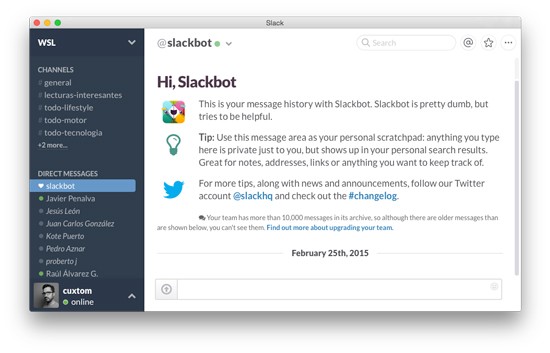 Slack
WSL
@slackbot
Search
CHANNELS
# general
# lecturas-interesantes
# todo-lifestyle
# todo-motor
# todo-tecnologia
+2 more...
DIRECT MESSAGES
slackbot
Javier Penalva
Jesús León
Juan Carlos González
Kote Puerto
Pedro Aznar
proberto j
Raúl Álvarez G.
cuxtom
online
Hi, Slackbot
This is your message history with Slackbot. Slackbot is pretty dumb, but
tries to be helpful.
Tip: Use this message area as your personal scratchpad: anything you type
here is private just to you, but shows up in your personal search results.
Great for notes, addresses, links or anything you want to keep track of.
For more tips, along with news and announcements, follow our Twitter
account @slackhq and check out the #changelog.
Your team has more than 10,000 messages in its archive, so although there are older messages than
are shown below, you can't see them. Find out more about upgrading your team.
February 25th, 2015